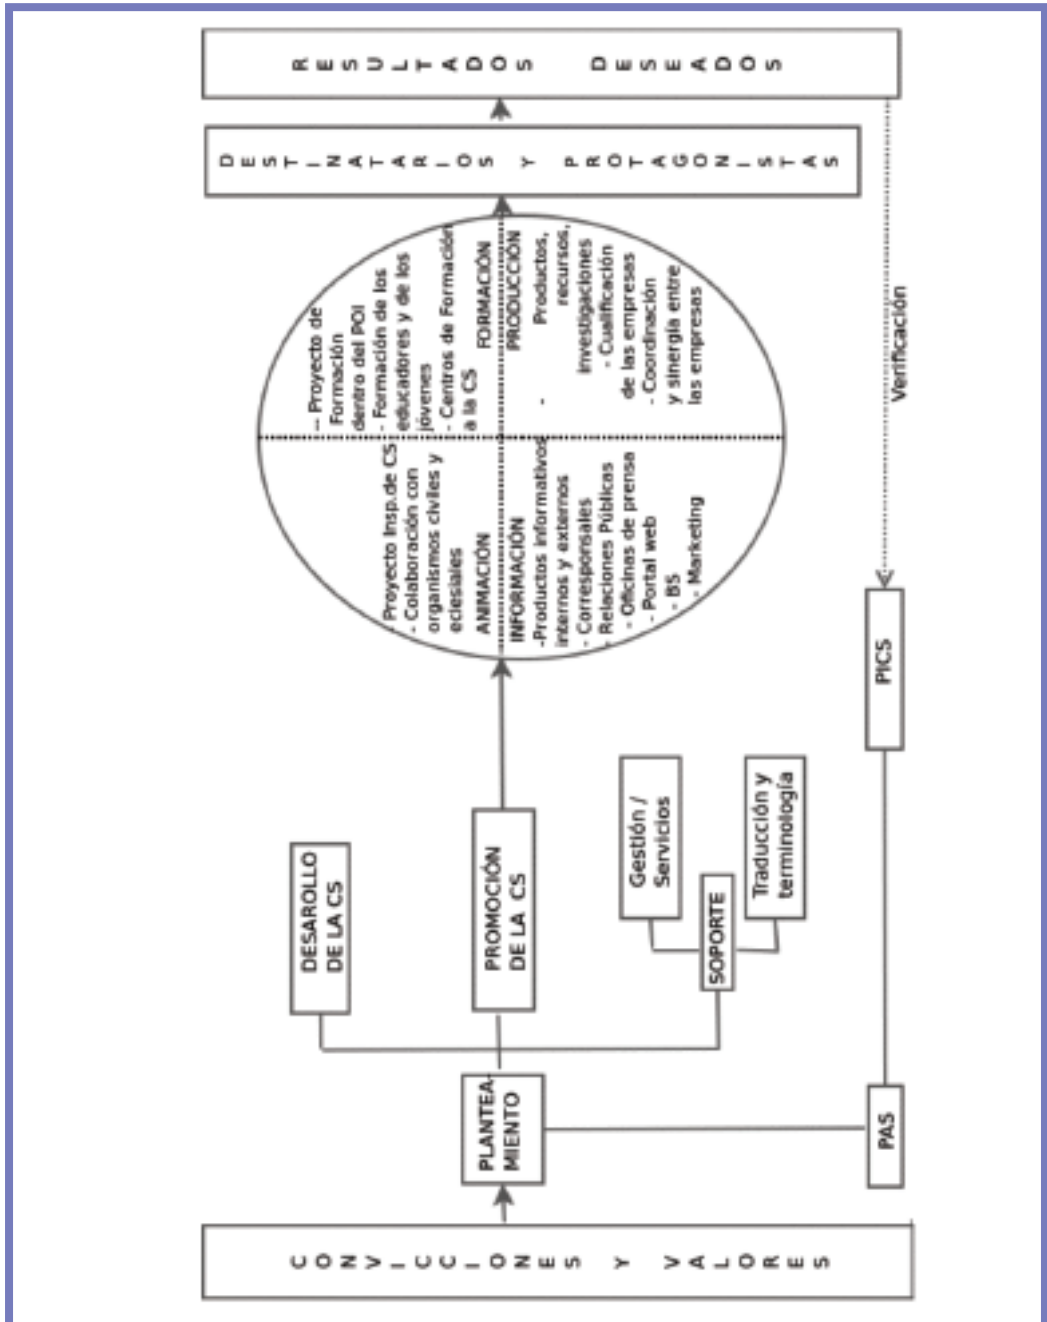 CONVICCIONES Y VALORES
PLANTEA-
MIENTO
DESAROLLO
DE LA CS
PROMOCIÓN
DE LA CS
SOPORTE
Gestión /
Servicios
Traducción y
terminología
PAS
PICS
Verificación
- Proyecto Insp.de CS
- Colaboración con
organismos civiles y
eclesiales
ANIMACIÓN
-- Proyecto de
Formación
dentro del POI
- Formación de los
educadores y de los
jóvenes
- Centros de Formación
a la CS
FORMACIÓN
INFORMACIÓN
-Productos informativos
internos y externos
- Corresponsales
- Relaciones Públicas
- Oficinas de prensa
- Portal web
- BS
- Marketing
PRODUCCIÓN
- Productos,
recursos,
investigaciones
- Cualificación
de las empresas
- Coordinación
y sinergia entre
las empresas
DESTINATARIOS Y PROTAGONISTAS
RESULTADOS DESEADOS